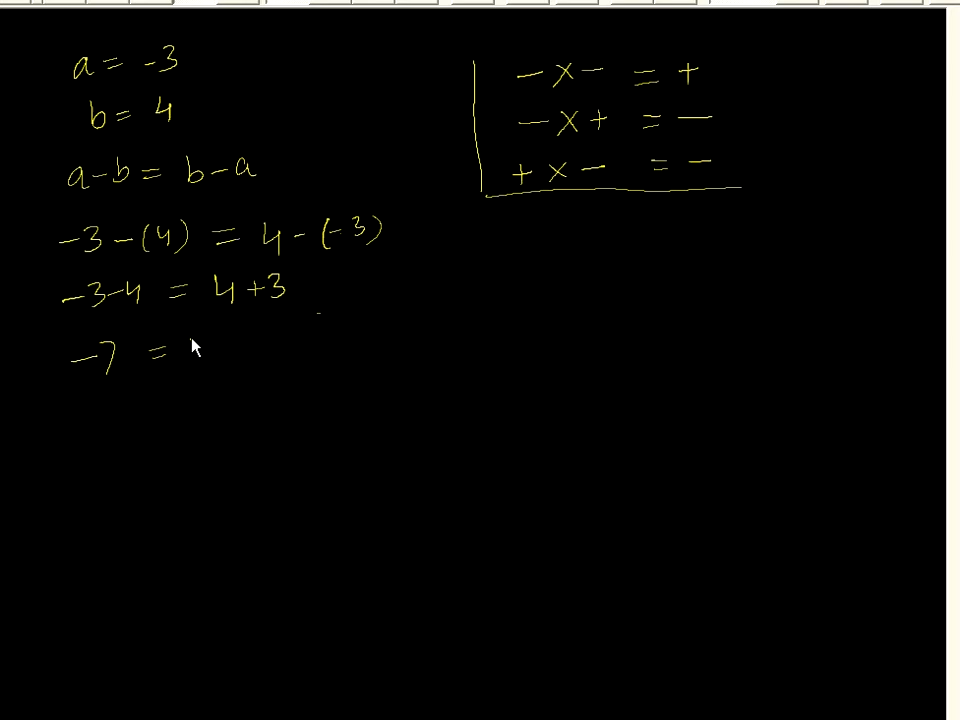 a = -3
b = 4
a - b = b - a
-3 - (4) = 4 - (-3)
-3 - 4 = 4 + 3
-7 =
- x - = +
- x + = -
+ x - = -